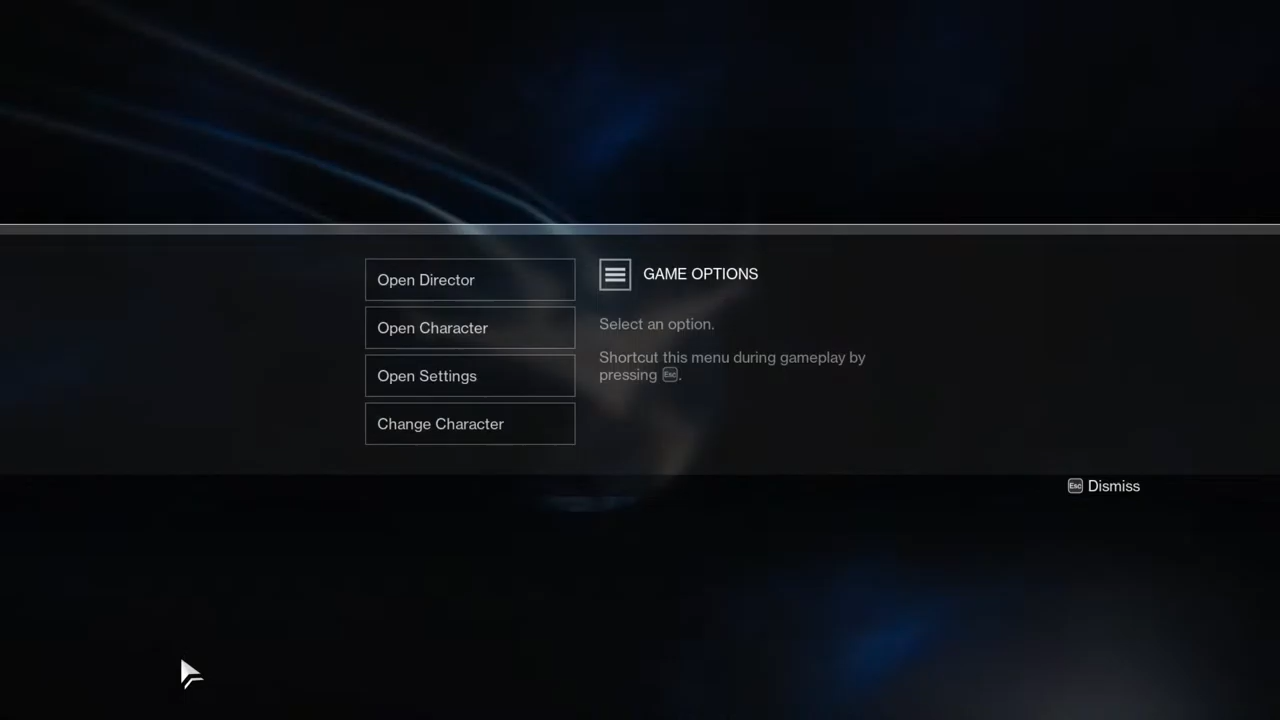 Open Director
Open Character
Open Settings
Change Character
GAME OPTIONS
Select an option.
Shortcut this menu during gameplay by
pressing Esc.
Esc Dismiss